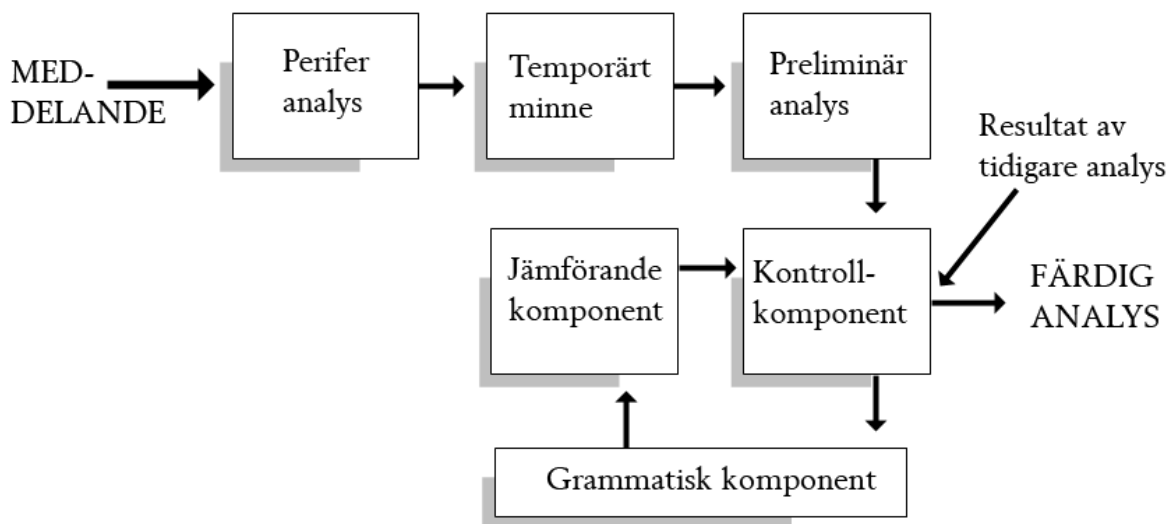 MED-
DELANDE
Perifer
analys
Temporärt
minne
Preliminär
analys
Resultat av
tidigare analys
Jämförande
komponent
Kontroll-
komponent
FÄRDIG
ANALYS
Grammatisk komponent